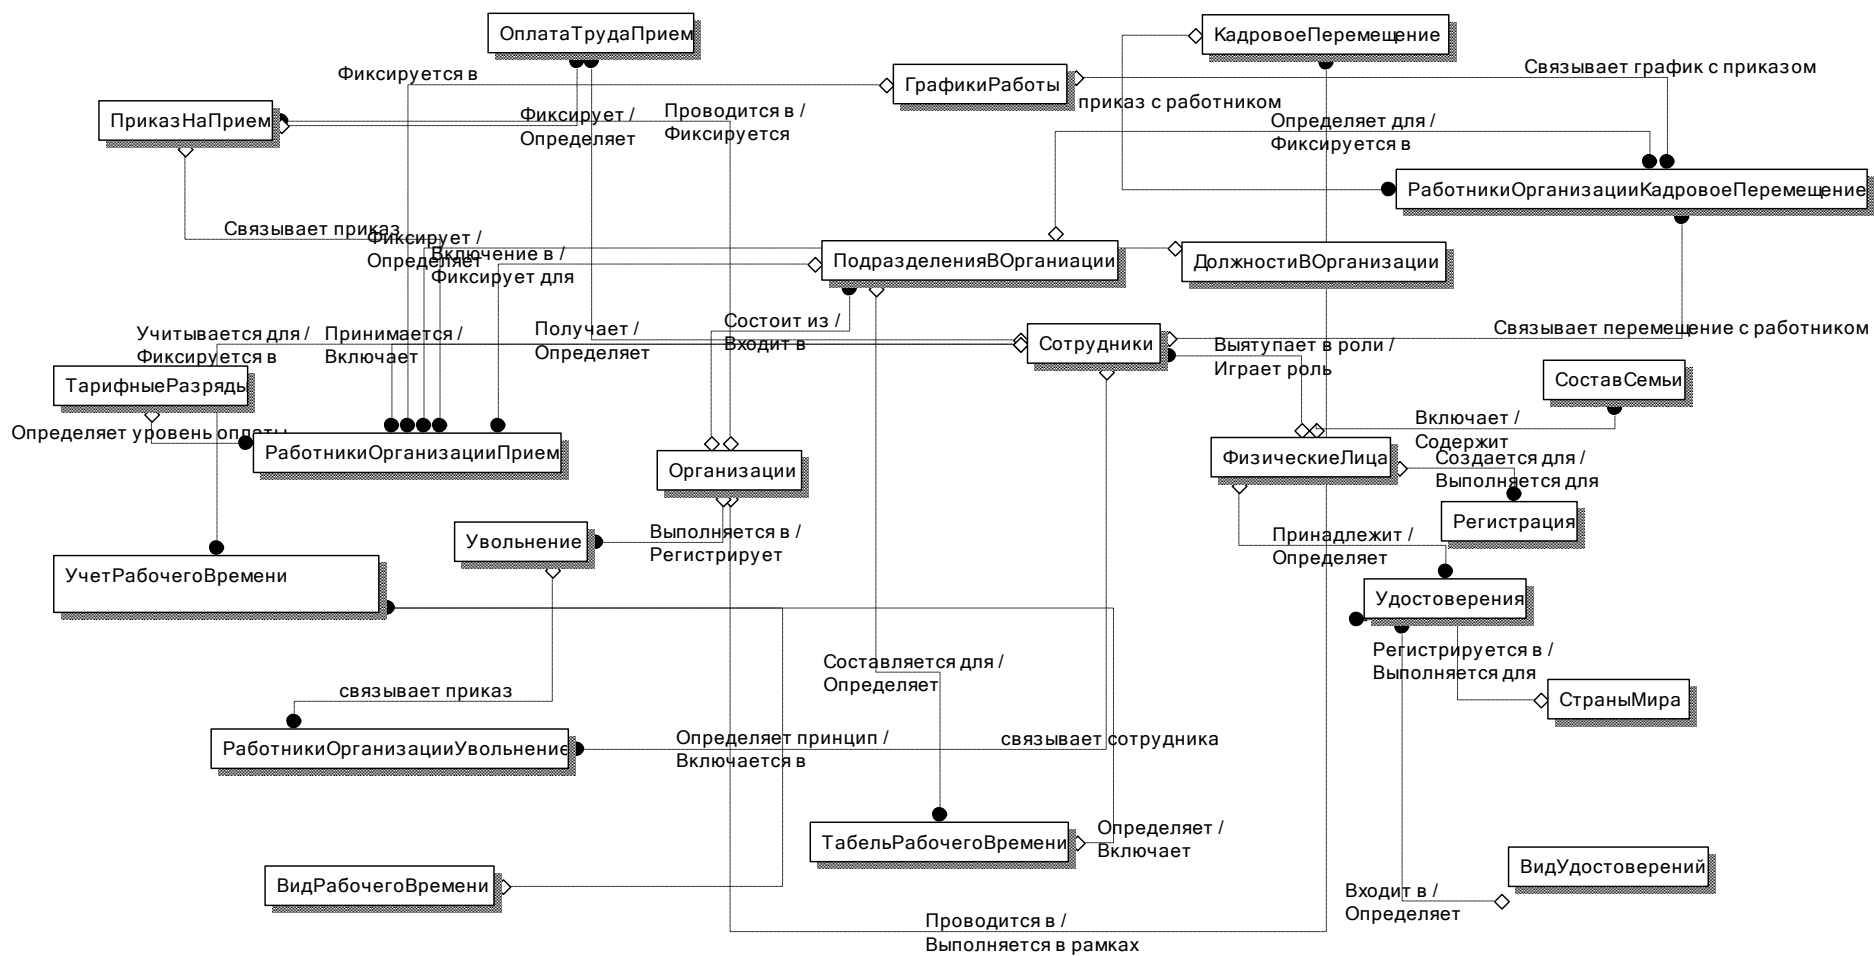 ОплатаТрудаПрием
КадровоеПеремещение
Фиксируется в
ГрафикиРаботы
Связывает график с приказом
приказ с работником
ПриказНаПрием
Фиксирует /
Определяет
Проводится в /
Фиксируется
Определяет для /
Фиксируется в
РаботникиОрганизацииКадровоеПеремещение
Связывает приказ
Фиксирует /
Определяет
Включение в /
Фиксирует для
ПодразделенияВОрганиации
ДолжностиВОрганизации
Учитывается для /
Фиксируется в
Принимается /
Включает
Получает /
Определяет
Состоит из /
Входит в
Сотрудники
Выятупает в роли /
Играет роль
Связывает перемещение с работником
ТарифныеРазряды
СоставСемьи
Определяет уровень оплаты
Включает /
Содержит
РаботникиОрганизацииПрием
Организации
ФизическиеЛица
Создается для /
Выполняется для
Регистрация
Увольнение
Выполняется в /
Регистрирует
Принадлежит /
Определяет
УчетРабочегоВремени
Удостоверения
Составляется для /
Определяет
Регистрируется в /
Выполняется для
связывает приказ
СтраныМира
РаботникиОрганизацииУвольнение
Определяет принцип /
Включается в
связывает сотрудника
ТабельРабочегоВремени
Определяет /
Включает
ВидРабочегоВремени
ВидУдостоверений
Входит в /
Определяет
Проводится в /
Выполняется в рамках